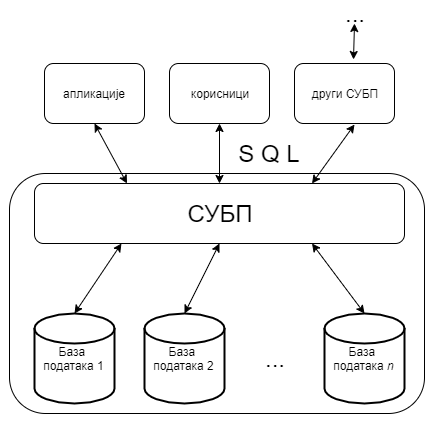 ...
апликације
корисници
други СУБП
S Q L
СУБП
База
података 1
База
података 2
...
База
података n